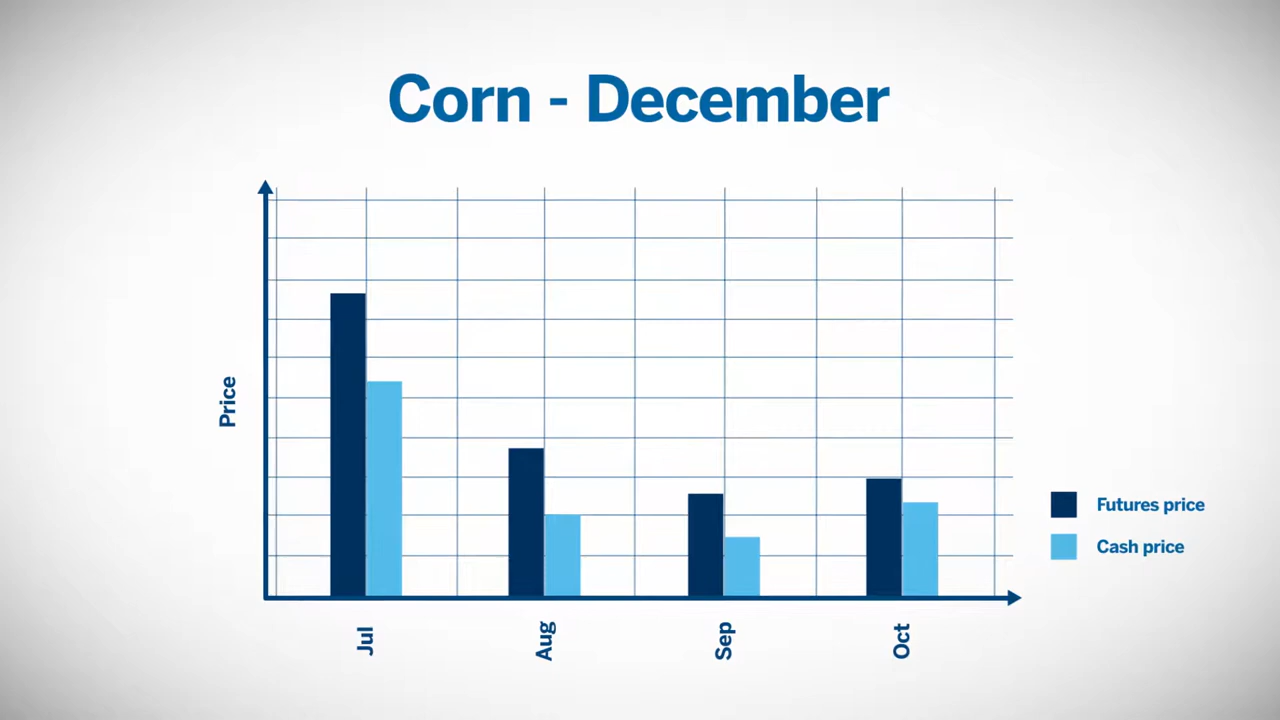 Corn - December
Price
Jul
Aug
Sep
Oct
Futures price
Cash price